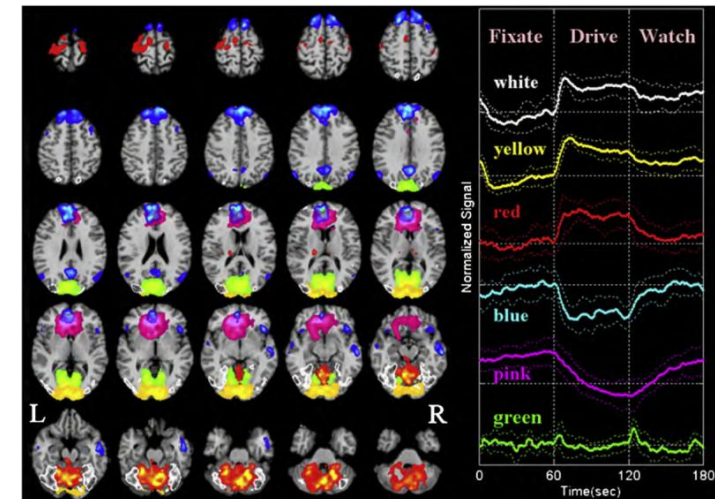 Fixate Drive Watch
white
yellow
red
blue
pink
green
Normalized Signal
0 60 120 180
Time(sec)
L R